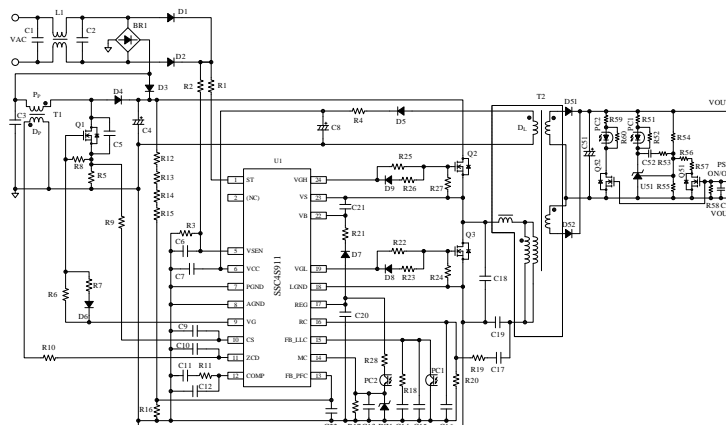 L1
D1
C1
C2
BR1
VAC
D2
D3
R2
R1
PP
D4
T1
T2
D51
DP
Q1
C3
C5
C4
C8
R4
D5
DL
C51
R59
PC2
R60
R51
PC1
R52
R54
VOU
R8
R5
R12
R13
R14
R15
U1
R25
Q2
D9
R26
R27
C52
R53
R56
R57
Q52
Q51
U51
R55
R58
PS
ON/O
VOU
1
ST
VGH
24
2
(NC)
VS
23
C21
VB
22
R9
R3
C6
R21
R22
Q3
D52
5
VSEN
D7
6
VCC
VGL
19
D8
R23
R24
C7
C18
7
PGND
LGND
18
R6
R7
D6
8
AGND
REG
17
C20
SSC4S911
9
VG
RC
16
C9
C19
10
CS
FB_LLC
15
C10
R10
11
ZCD
MC
14
R28
R19
C17
C11
R11
12
COMP
FB_PFC
13
PC2
R18
PC1
R20
C12
R16